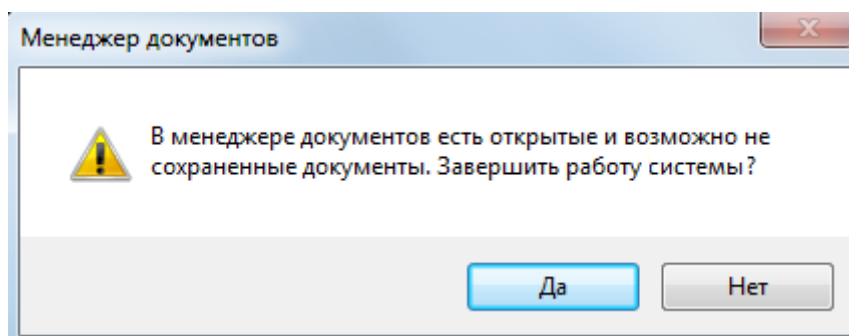 Менеджер документов
В менеджере документов есть открытые и возможно не
сохраненные документы. Завершить работу системы?
Да
Нет